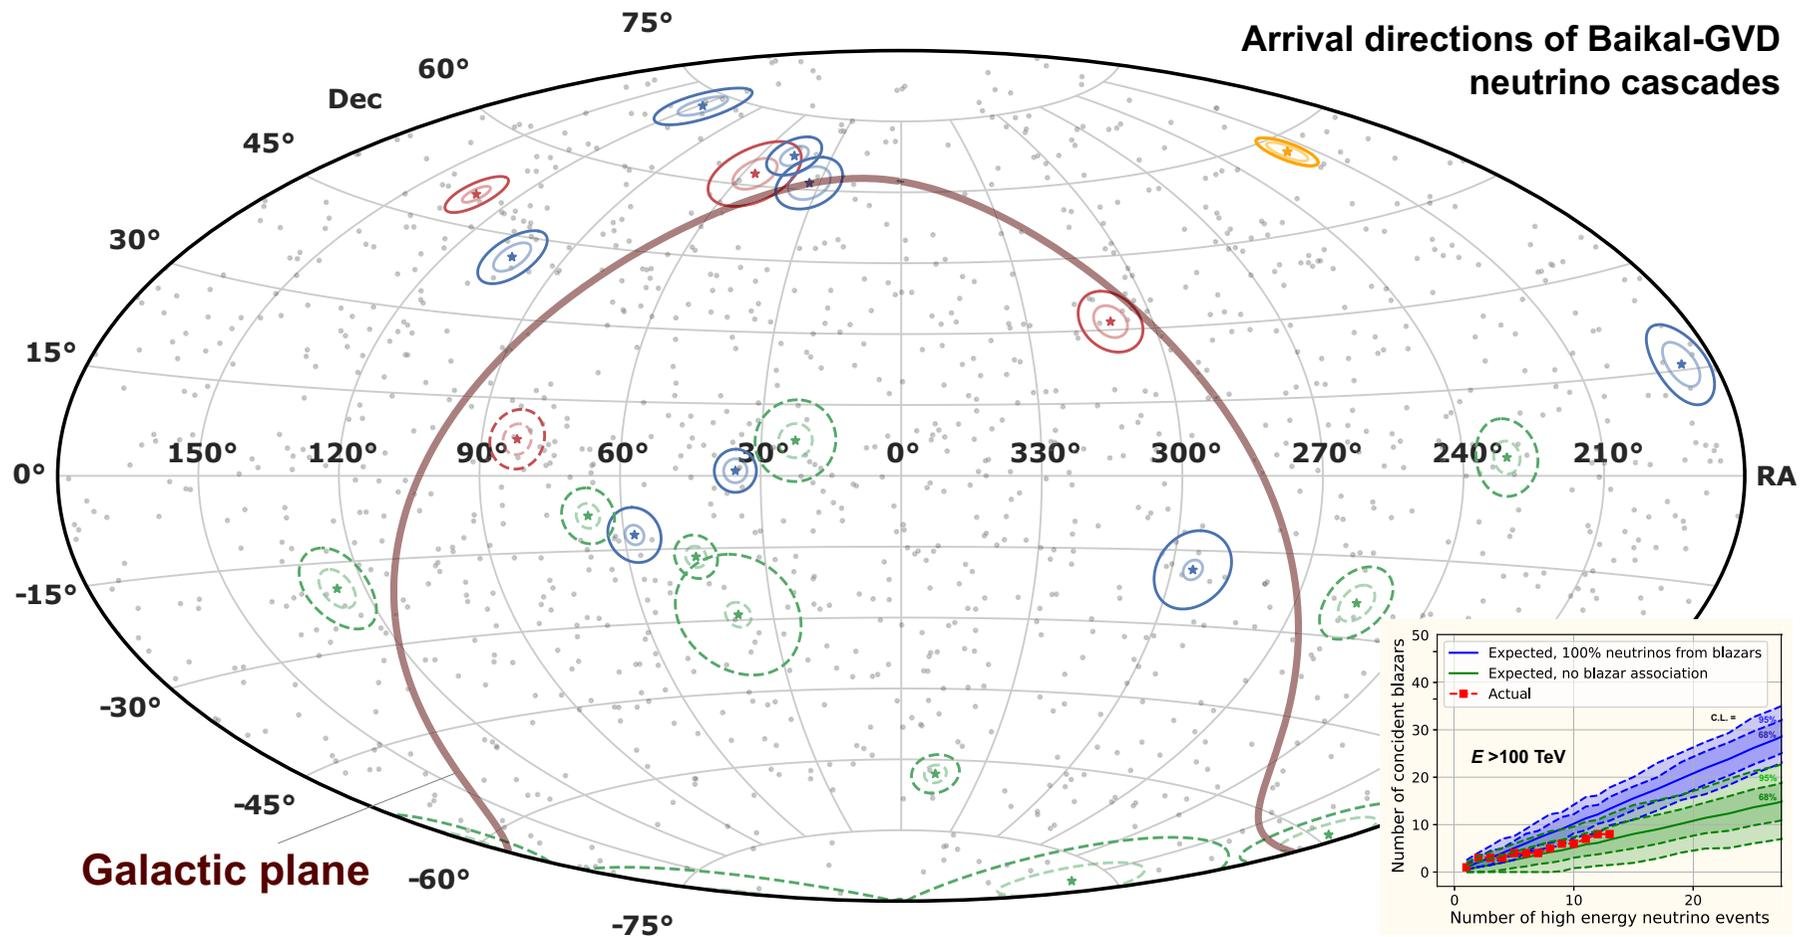 Arrival directions of Baikal-GVD
neutrino cascades
75°
60°
Dec
45°
30°
15°
150° 120° 90° 60° 30° 0° 330° 300° 270° 240° 210°
0°
RA
-15°
-30°
-45°
Galactic plane
-60°
-75°
50
40
30
20
10
0
Number of concident blazars
Expected, 100% neutrinos from blazars
Expected, no blazar association
Actual
C.L. =
95%
68%
E >100 TeV
95%
68%
0 10 20
Number of high energy neutrino events